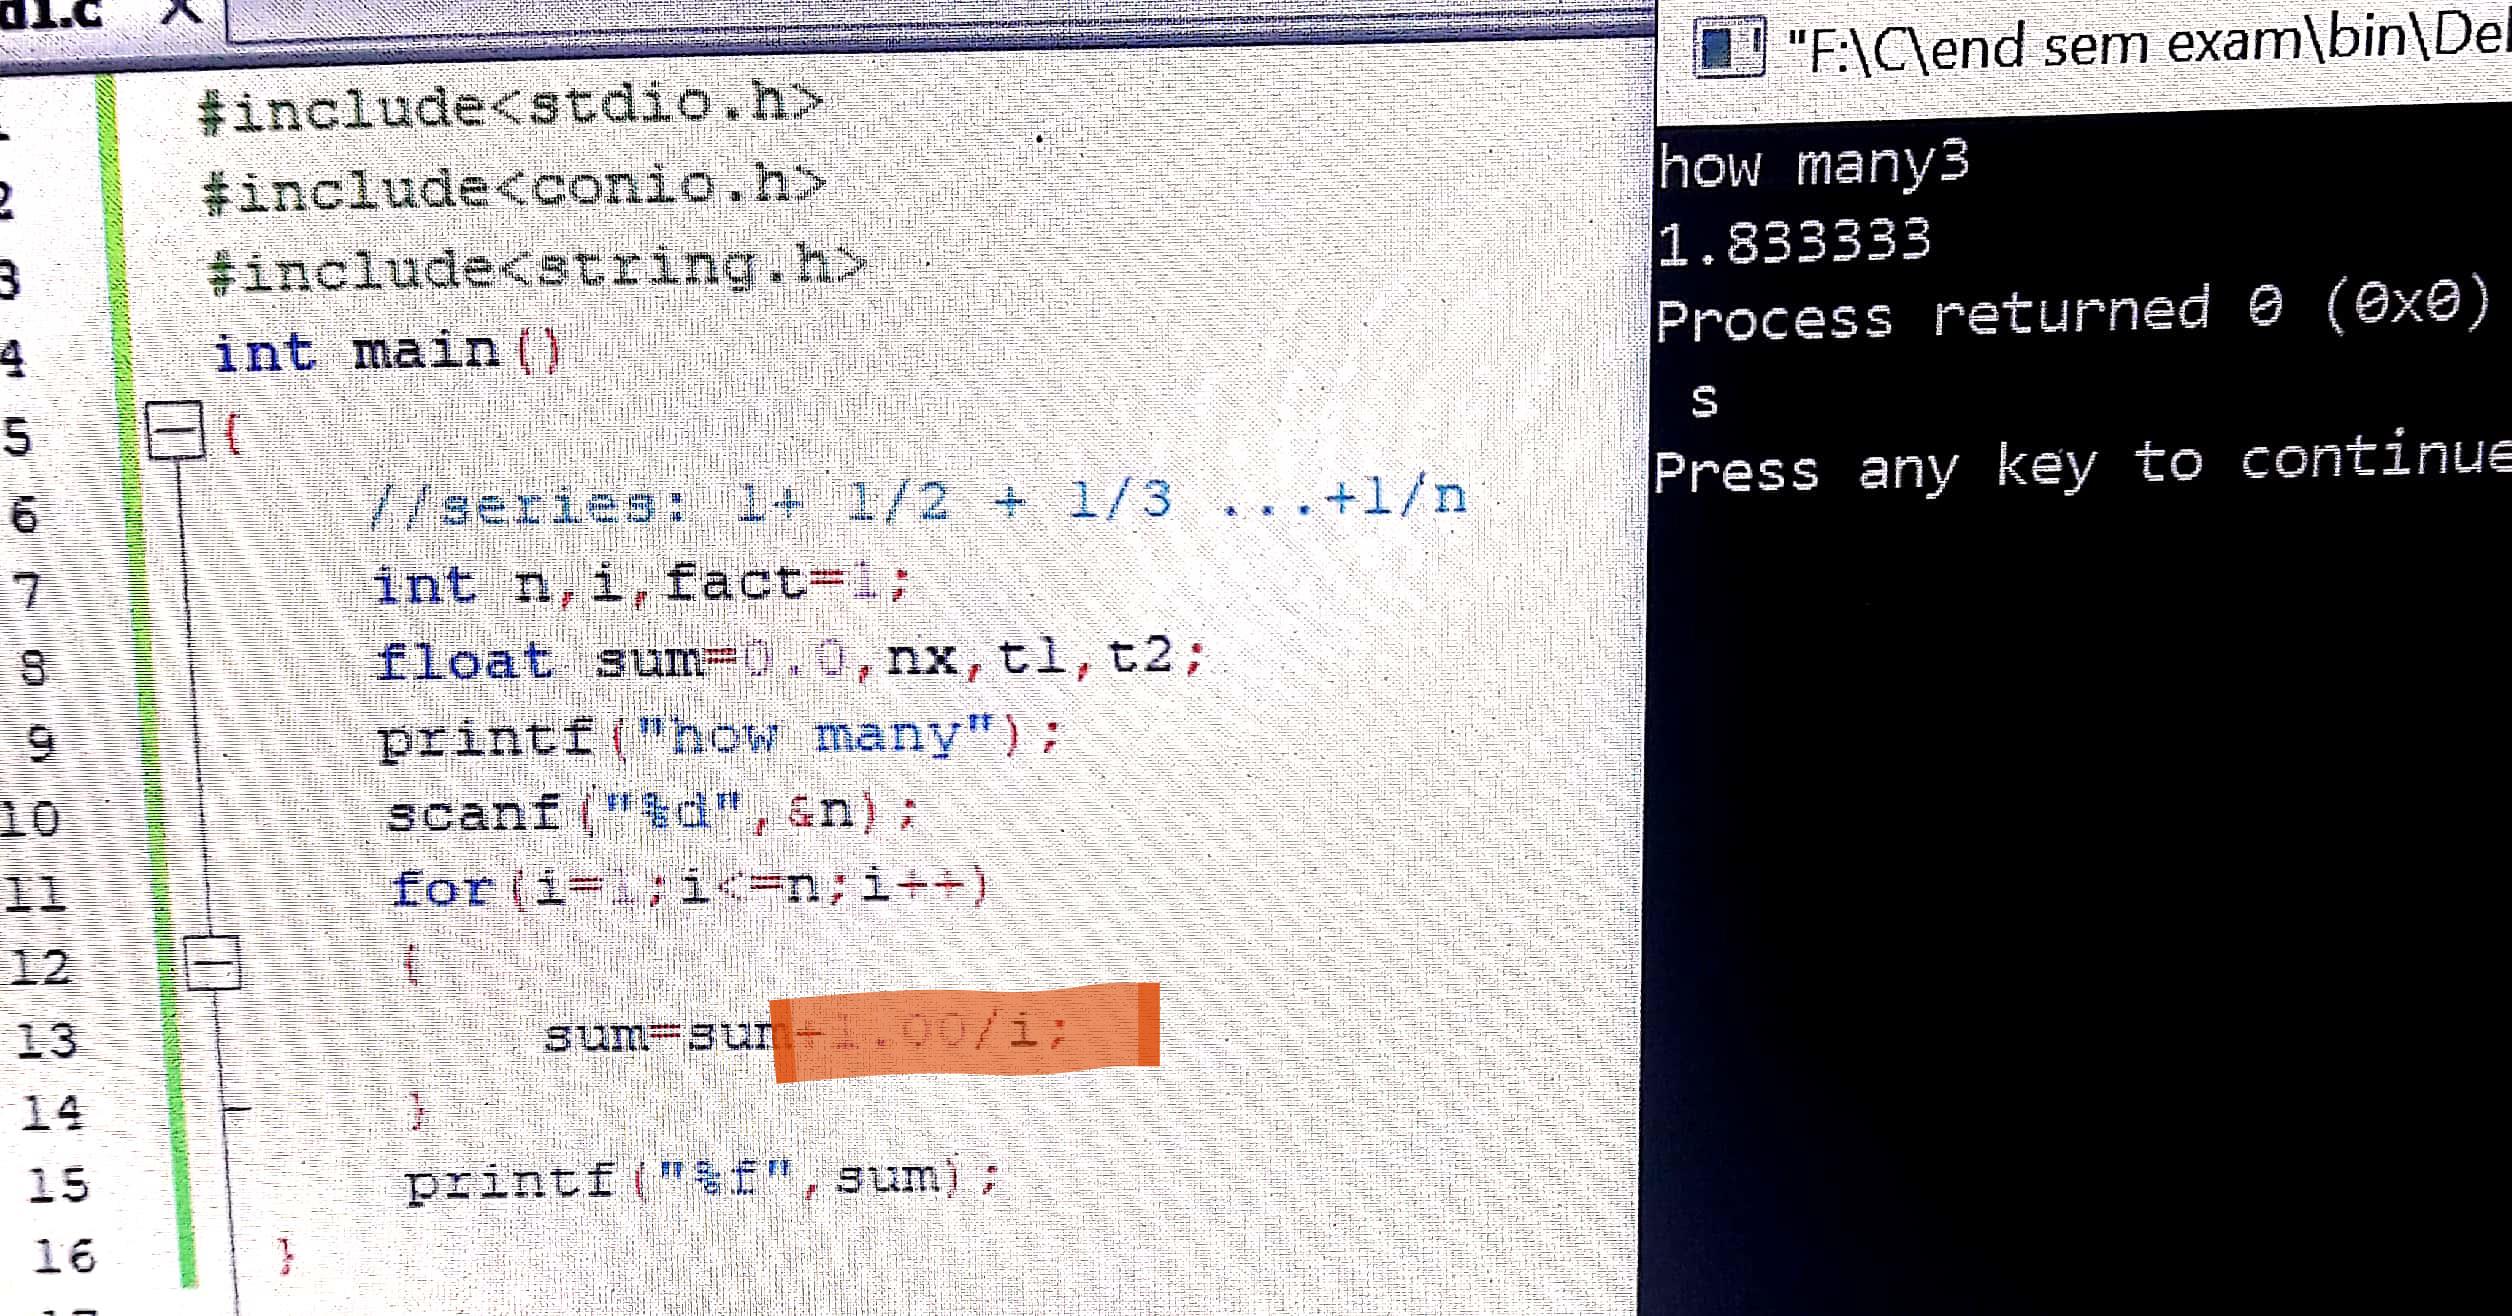 d1.c X
1 #include<stdio.h>
2 #include<conio.h>
3 #include<string.h>
4 int main()
5 {
6 //series: 1+ 1/2 + 1/3 ...+1/n
7 int n,i,fact=1;
8 float sum=0.0,nx,t1,t2;
9 printf("how many");
10 scanf("%d",&n);
11 for(i=1;i<=n;i++)
12 {
13 sum=sum+1.00/i;
14 }
15 printf("%f",sum);
16 }
"F:\C\end sem exam\bin\De
how many3
1.833333
Process returned 0 (0x0)
s
Press any key to continue